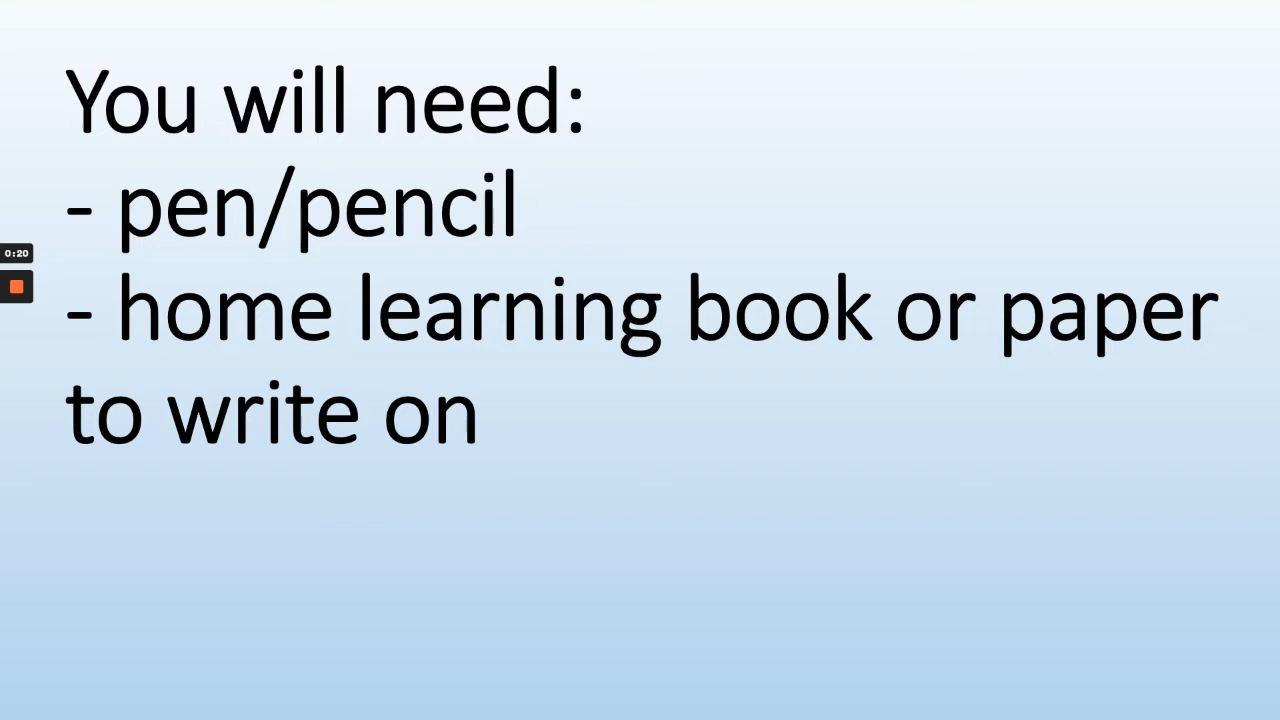 You will need:
- pen/pencil
0:20
- home learning book or paper
to write on